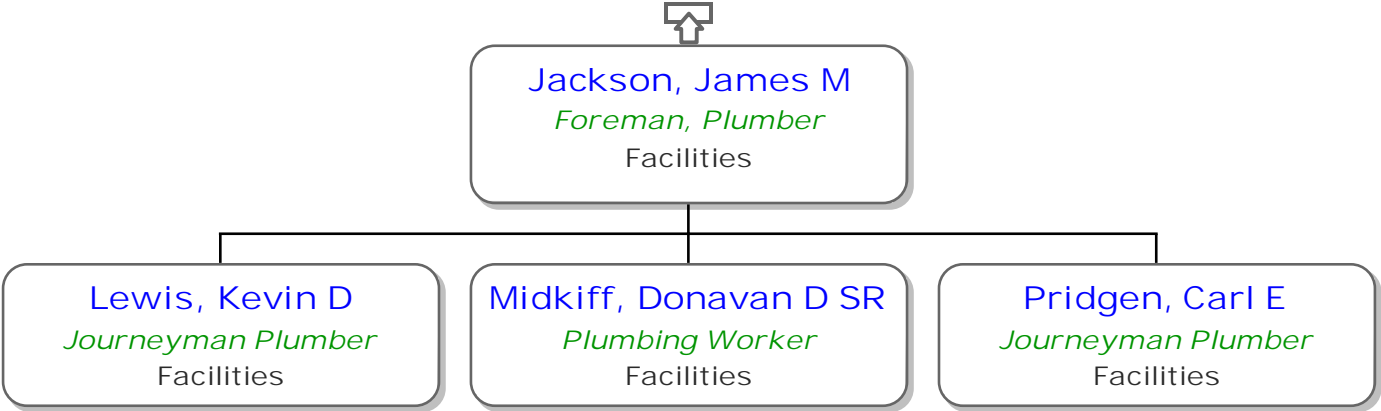 Jackson, James M
Foreman, Plumber
Facilities
Lewis, Kevin D
Journeyman Plumber
Facilities
Midkiff, Donavan D SR
Plumbing Worker
Facilities
Pridgen, Carl E
Journeyman Plumber
Facilities